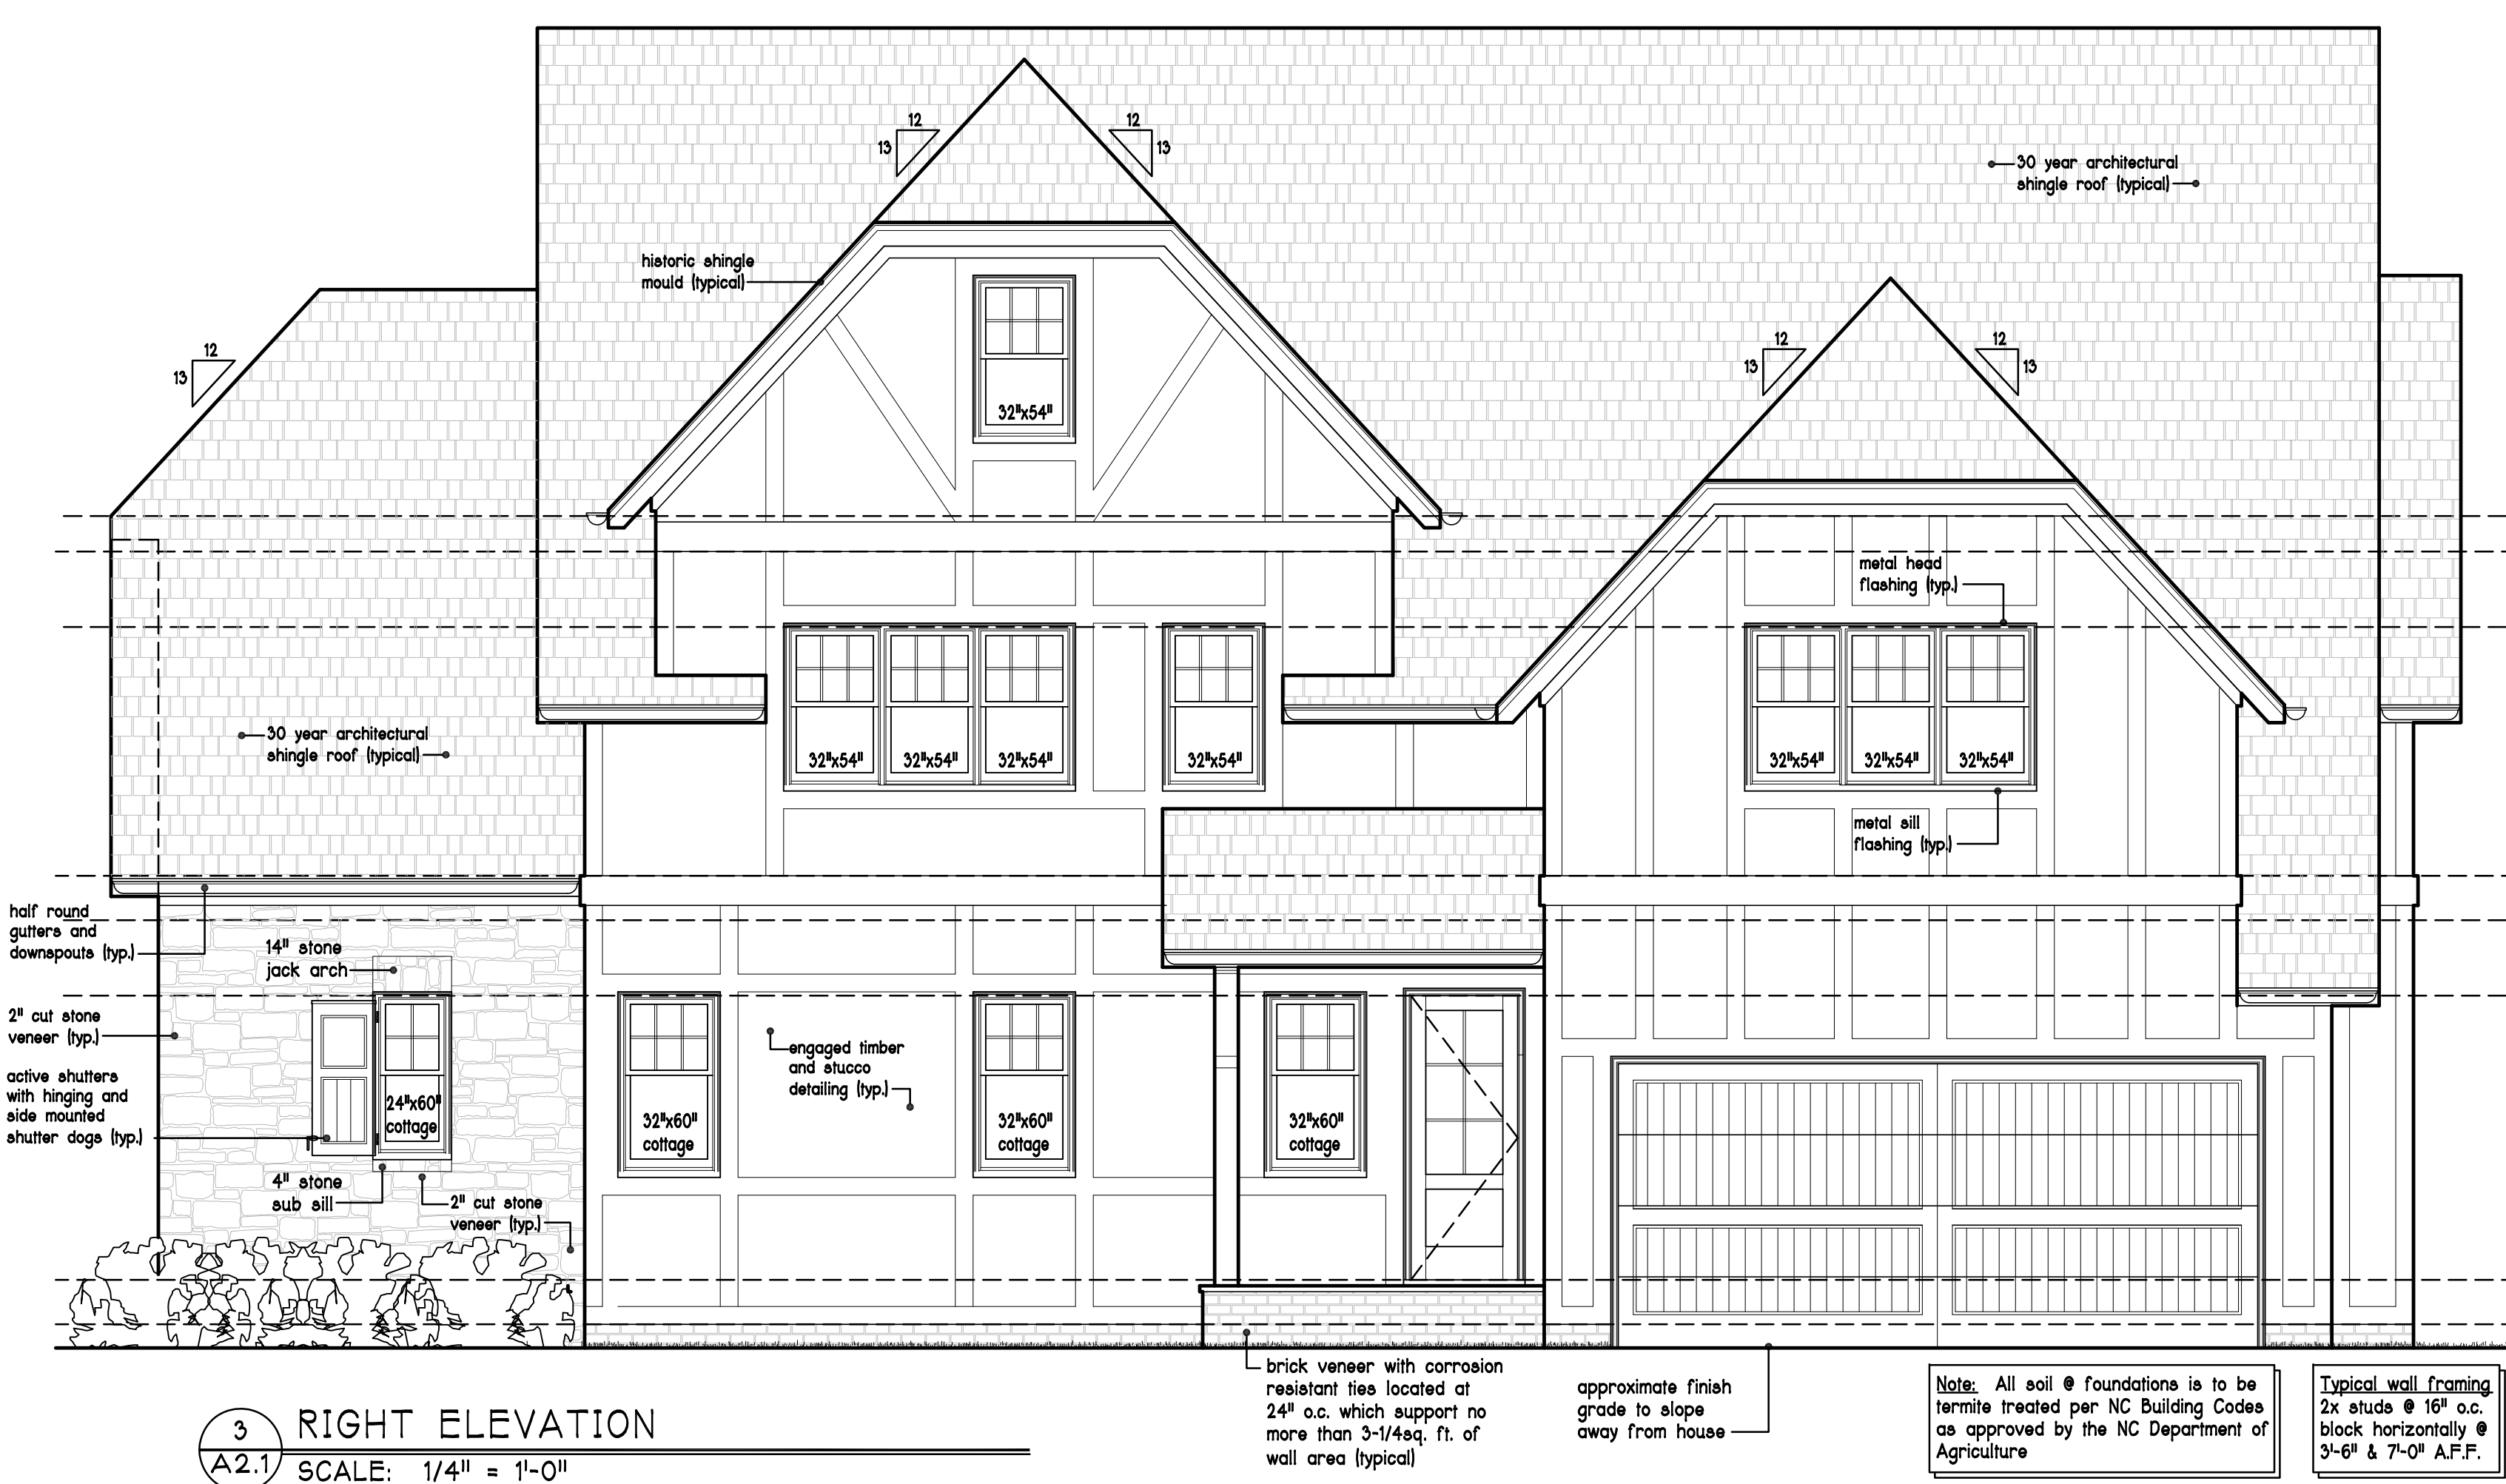 12
13
12
13
30 year architectural
shingle roof (typical)
historic shingle
mould (typical)
12
13
12
13
12
13
32"x54"
metal head
flashing (typ.)
30 year architectural
shingle roof (typical)
32"x54"
32"x54"
32"x54"
32"x54"
32"x54"
32"x54"
32"x54"
metal sill
flashing (typ.)
half round
gutters and
downspouts (typ.)
14" stone
jack arch
2" cut stone
veneer (typ.)
active shutters
with hinging and
side mounted
shutter dogs (typ.)
24"x60"
cottage
engaged timber
and stucco
detailing (typ.)
32"x60"
cottage
32"x60"
cottage
32"x60"
cottage
4" stone
sub sill
2" cut stone
veneer (typ.)
brick veneer with corrosion
resistant ties located at
24" o.c. which support no
more than 3-1/4sq. ft. of
wall area (typical)
approximate finish
grade to slope
away from house
Note: All soil @ foundations is to be
termite treated per NC Building Codes
as approved by the NC Department of
Agriculture
Typical wall framing
2x studs @ 16" o.c.
block horizontally @
3'-6" & 7'-0" A.F.F.
3
A2.1
RIGHT ELEVATION
SCALE: 1/4" = 1'-0"